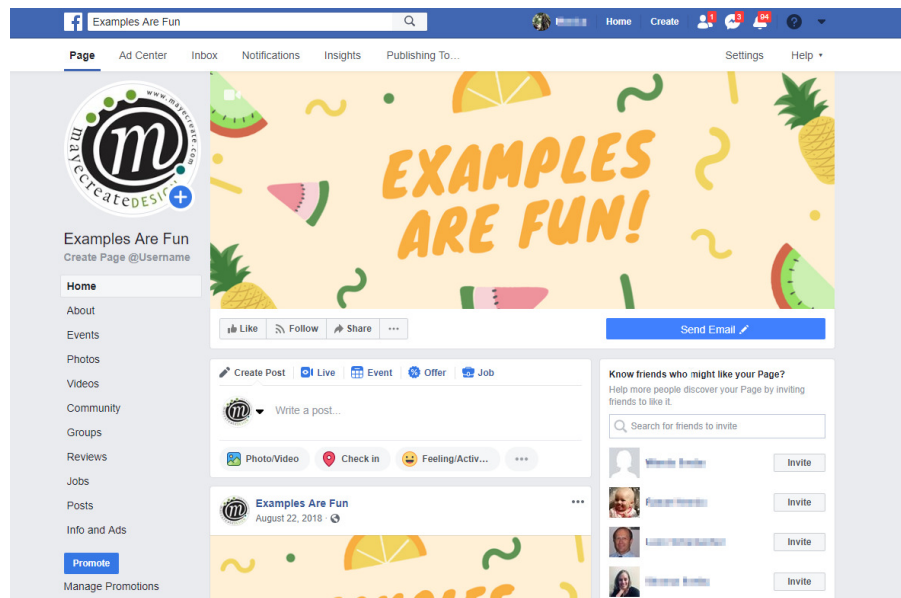 Examples Are Fun
Home Create 1 3 94
Page Ad Center Inbox Notifications Insights Publishing To... Settings Help
www.mayecreate.com
mayecreate DESIGN
m
EXAMPLES
ARE FUN!
Examples Are Fun
Create Page @Username
Home
About
Events
Photos
Videos
Community
Groups
Reviews
Jobs
Posts
Info and Ads
Promote
Manage Promotions
Like Follow Share ...
Send Email
Create Post Live Event Offer Job
Write a post...
Photo/Video Check in Feeling/Activ... ...
Examples Are Fun ...
August 22, 2018 ·
Know friends who might like your Page?
Help more people discover your Page by inviting
friends to like it.
Search for friends to invite
Invite
Invite
Invite
Invite